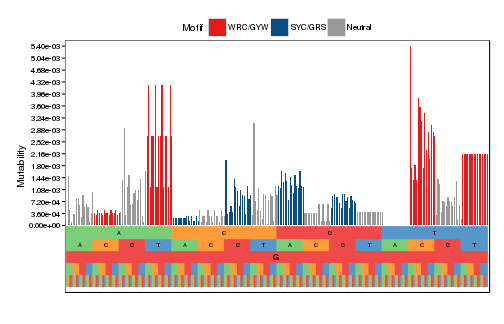 Motif WRC/GYW SYC/GRS Neutral
5.40e−03
5.04e−03
4.68e−03
4.32e−03
3.96e−03
3.60e−03
3.24e−03
2.88e−03
2.52e−03
2.16e−03
1.80e−03
1.44e−03
1.08e−03
7.20e−04
3.60e−04
0.00e+00
Mutability
A C G T
A C G T A C G T A C G T A C G T
G